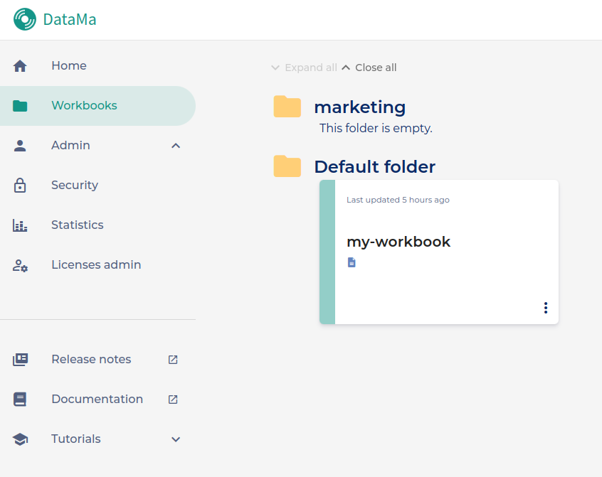 DataMa
Home
Workbooks
Admin
Security
Statistics
Licenses admin
Release notes
Documentation
Tutorials
Expand all Close all
marketing
This folder is empty.
Default folder
Last updated 5 hours ago
my-workbook